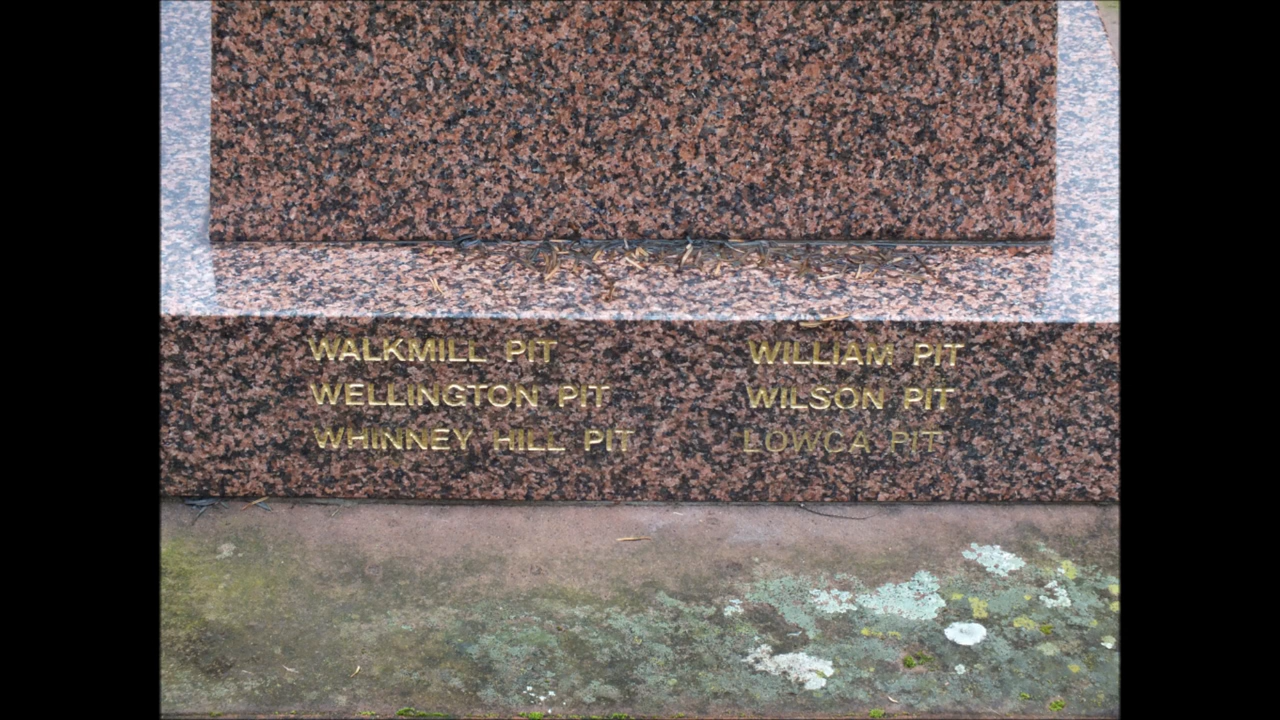 WALKMILL PIT
WELLINGTON PIT
WHINNEY HILL PIT
WILLIAM PIT
WILSON PIT
LOWCA PIT